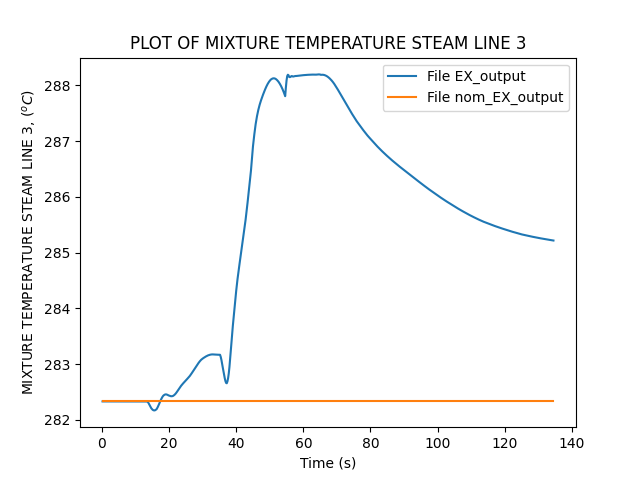 PLOT OF MIXTURE TEMPERATURE STEAM LINE 3
File EX_output
File nom_EX_output
MIXTURE TEMPERATURE STEAM LINE 3, (°C)
288
287
286
285
284
283
282
0 20 40 60 80 100 120 140
Time (s)